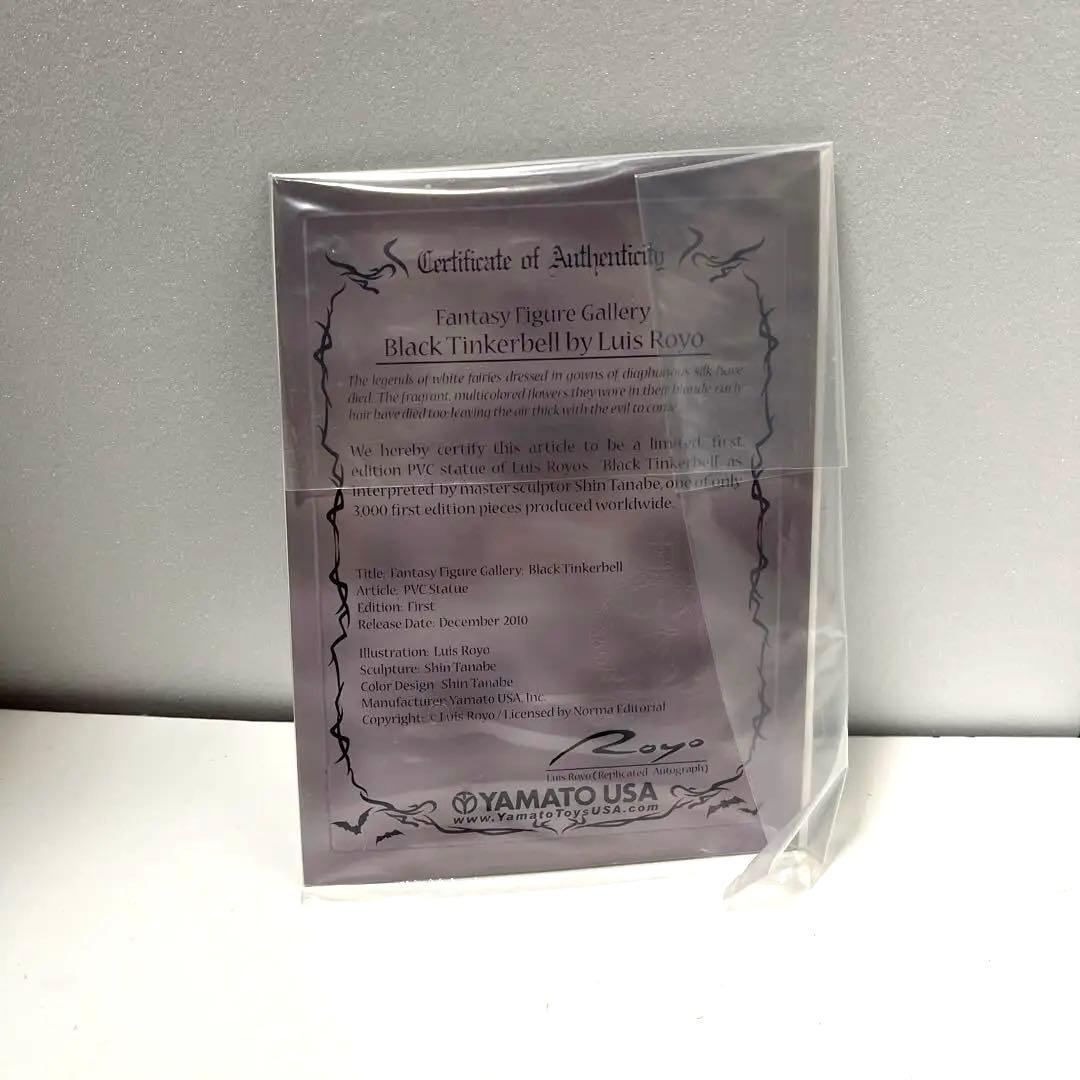 Certificate of Authenticity
Fantasy Figure Gallery
Black Tinkerbell by Luis Royo
The legends of white fairies dressed in gowns of diaphonous silk have
died. The fragrant, multicolored flowers they wore in their blonde curly
hair have died too leaving the air thick with the evil to come
We hereby certify this article to be a limited, first
edition PVC statue of Luis Royos "Black Tinkerbell" as
interpreted by master sculptor Shin Tanabe, one of only
3,000 first edition pieces produced worldwide.
Title: Fantasy Figure Gallery: Black Tinkerbell
Article: PVC Statue
Edition: First
Release Date: December 2010
Illustration: Luis Royo
Sculpture: Shin Tanabe
Color Design: Shin Tanabe
Manufacturer: Yamato USA, Inc.
Copyright: © Luis Royo / Licensed by Norma Editorial
Royo
Luis Royo (Replicated Autograph)
YAMATO USA
www.YamatoToysUSA.com